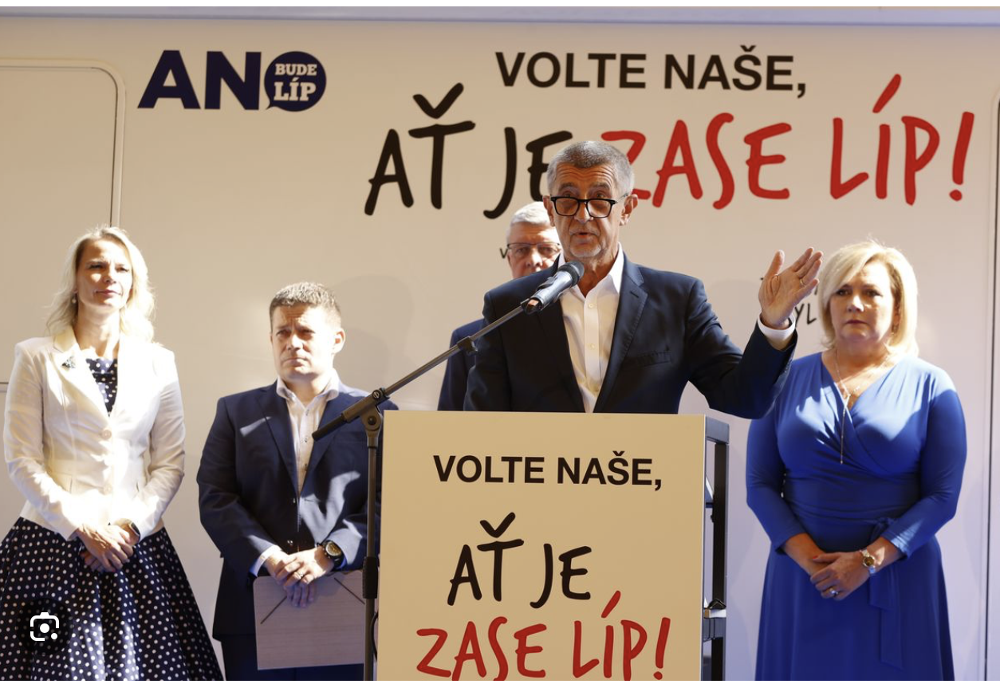 ANO
BUDE
LÍP
VOLTE NAŠE,
AŤ JE ZASE LÍP!
VOLTE NAŠE,
AŤ JE
ZASE LÍP!